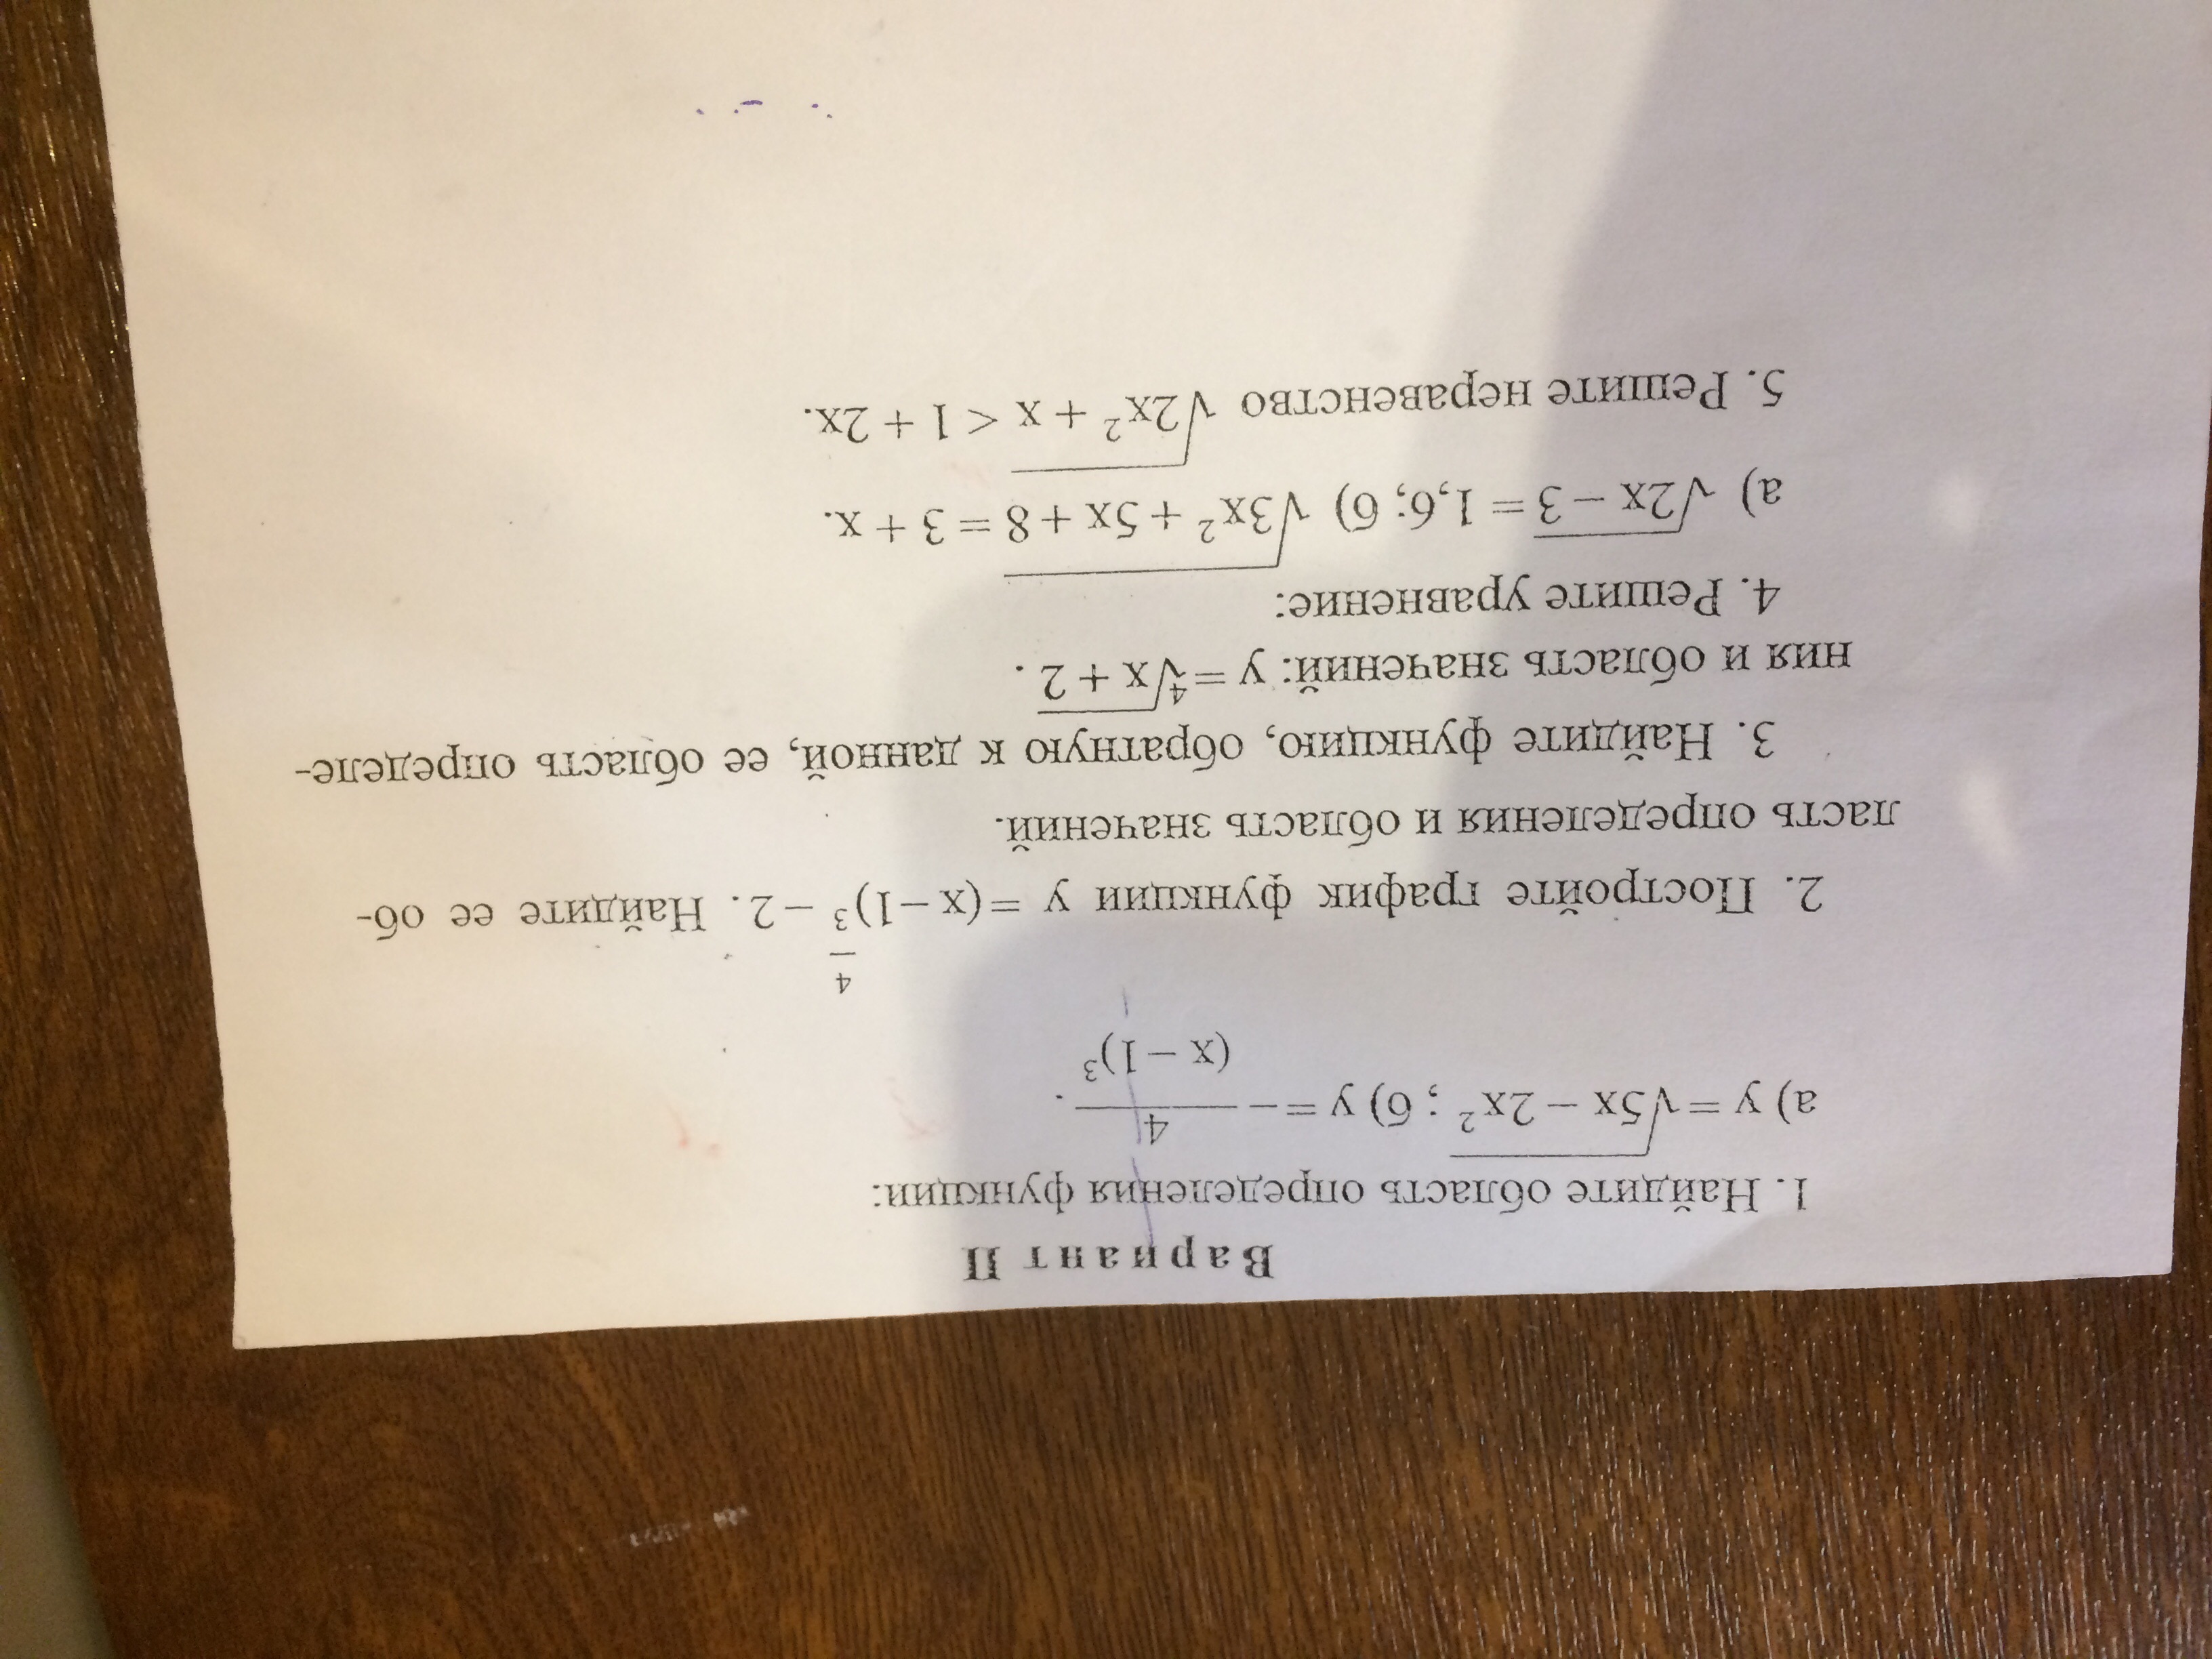 Вариант II
1. Найдите область определения функции:
а) y = √(5x − 2x²) ; б) y = − 4/(x − 1)³ .
2. Постройте график функции y = (x − 1)^(4/3) − 2. Найдите ее об-
ласть определения и область значений.
3. Найдите функцию, обратную к данной, ее область определе-
ния и область значений: y = ⁴√(x + 2) .
4. Решите уравнение:
а) √(2x − 3) = 1,6; б) √(3x² + 5x + 8) = 3 + x.
5. Решите неравенство √(2x² + x) < 1 + 2x.